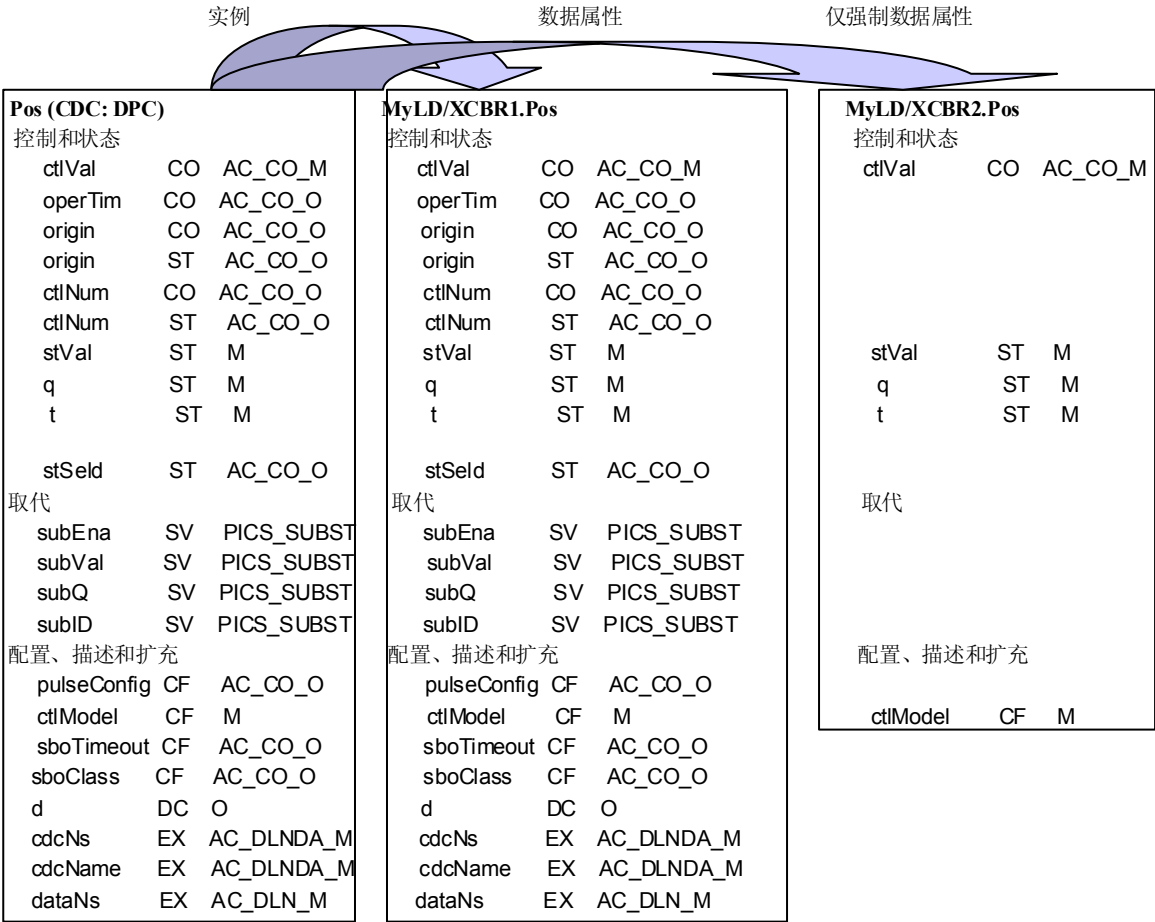 实例 数据属性 仅强制数据属性
Pos (CDC: DPC)
控制和状态
ctlVal CO AC_CO_M
operTim CO AC_CO_O
origin CO AC_CO_O
origin ST AC_CO_O
ctlNum CO AC_CO_O
ctlNum ST AC_CO_O
stVal ST M
q ST M
t ST M
stSeld ST AC_CO_O
取代
subEna SV PICS_SUBST
subVal SV PICS_SUBST
subQ SV PICS_SUBST
subID SV PICS_SUBST
配置、描述和扩充
pulseConfig CF AC_CO_O
ctlModel CF M
sboTimeout CF AC_CO_O
sboClass CF AC_CO_O
d DC O
cdcNs EX AC_DLNDA_M
cdcName EX AC_DLNDA_M
dataNs EX AC_DLN_M
MyLD/XCBR1.Pos
控制和状态
ctlVal CO AC_CO_M
operTim CO AC_CO_O
origin CO AC_CO_O
origin ST AC_CO_O
ctlNum CO AC_CO_O
ctlNum ST AC_CO_O
stVal ST M
q ST M
t ST M
stSeld ST AC_CO_O
取代
subEna SV PICS_SUBST
subVal SV PICS_SUBST
subQ SV PICS_SUBST
subID SV PICS_SUBST
配置、描述和扩充
pulseConfig CF AC_CO_O
ctlModel CF M
sboTimeout CF AC_CO_O
sboClass CF AC_CO_O
d DC O
cdcNs EX AC_DLNDA_M
cdcName EX AC_DLNDA_M
dataNs EX AC_DLN_M
MyLD/XCBR2.Pos
控制和状态
ctlVal CO AC_CO_M
stVal ST M
q ST M
t ST M
取代
配置、描述和扩充
ctlModel CF M